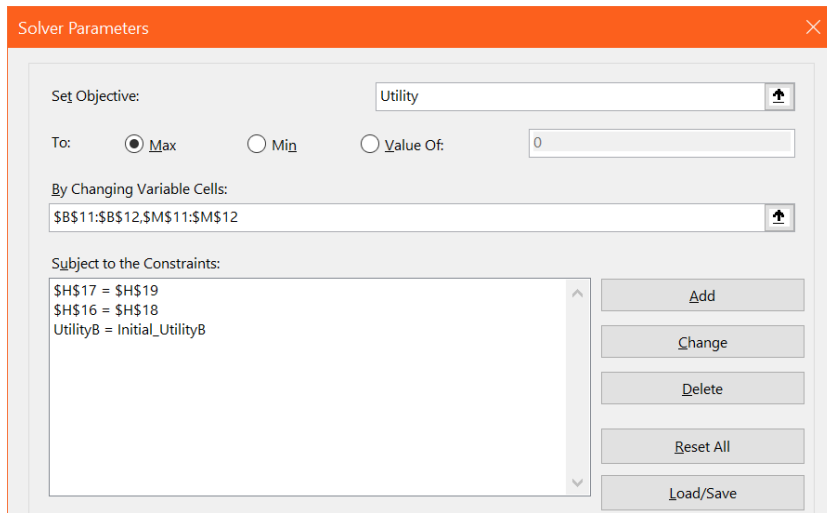 Solver Parameters
Set Objective:
Utility
To:
Max
Min
Value Of:
0
By Changing Variable Cells:
$B$11:$B$12,$M$11:$M$12
Subject to the Constraints:
$H$17 = $H$19
$H$16 = $H$18
UtilityB = Initial_UtilityB
Add
Change
Delete
Reset All
Load/Save